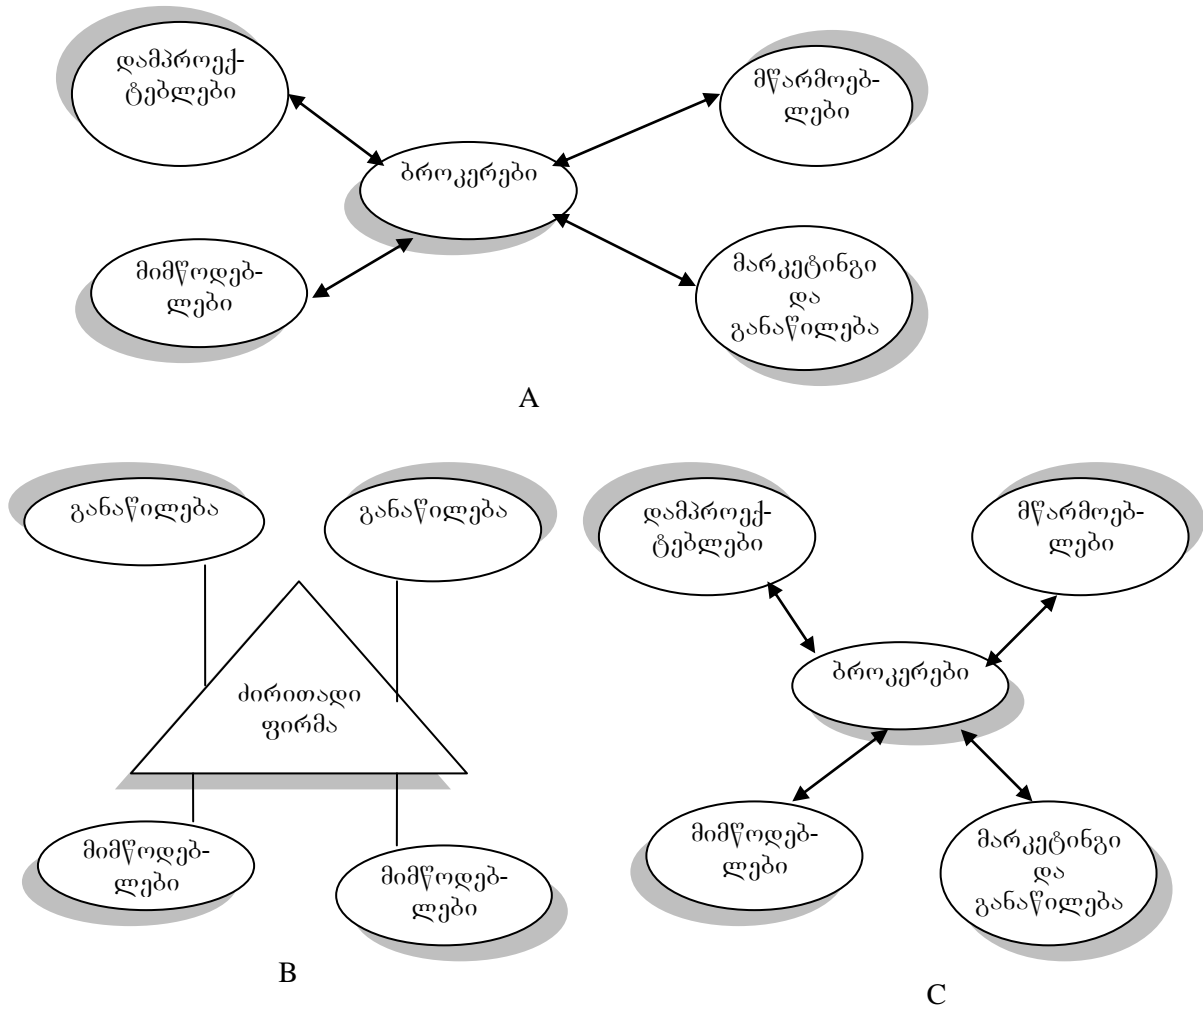 დამპროექ-
ტებლები
მწარმოებ-
ლები
ბროკერები
მიმწოდებ-
ლები
მარკეტინგი
და
განაწილება
A
განაწილება
განაწილება
ძირითადი
ფირმა
მიმწოდებ-
ლები
მიმწოდებ-
ლები
B
დამპროექ-
ტებლები
მწარმოებ-
ლები
ბროკერები
მიმწოდებ-
ლები
მარკეტინგი
და
განაწილება
C